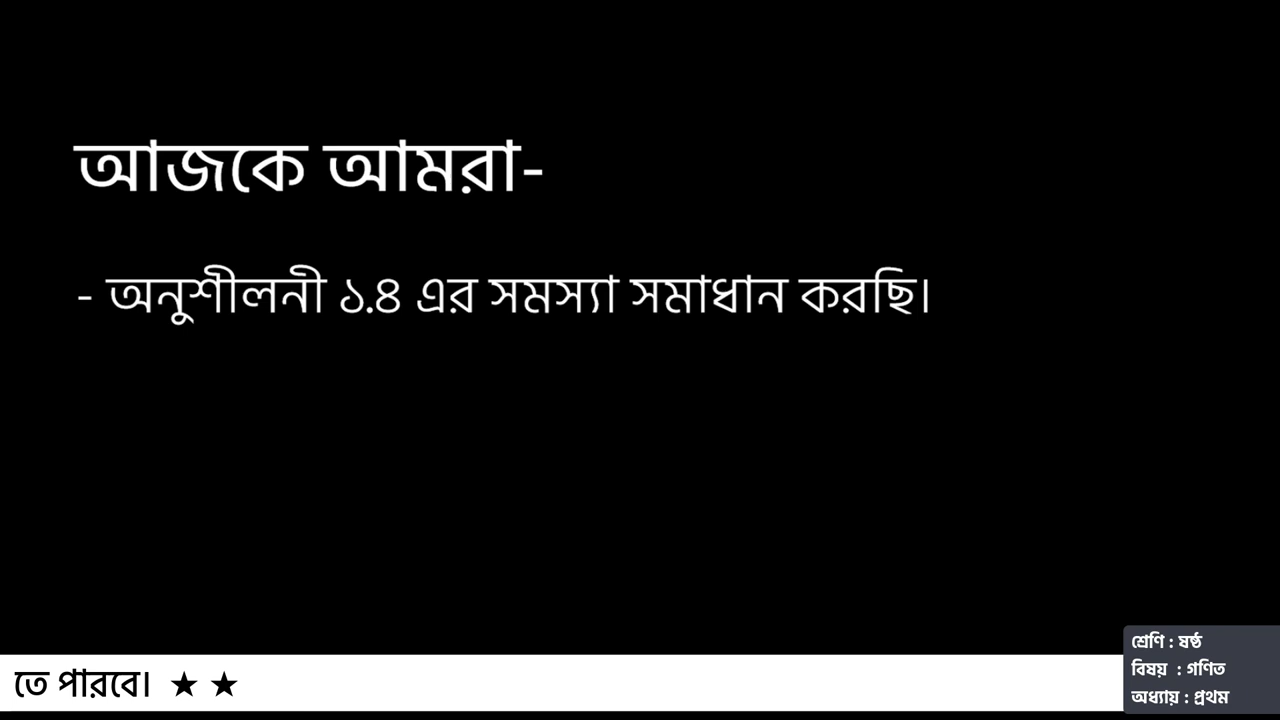 আজকে আমরা-
- অনুশীলনী ১.৪ এর সমস্যা সমাধান করছি।
তে পারবে। ★ ★
শ্রেণি : ষষ্ঠ
বিষয় : গণিত
অধ্যায় : প্রথম